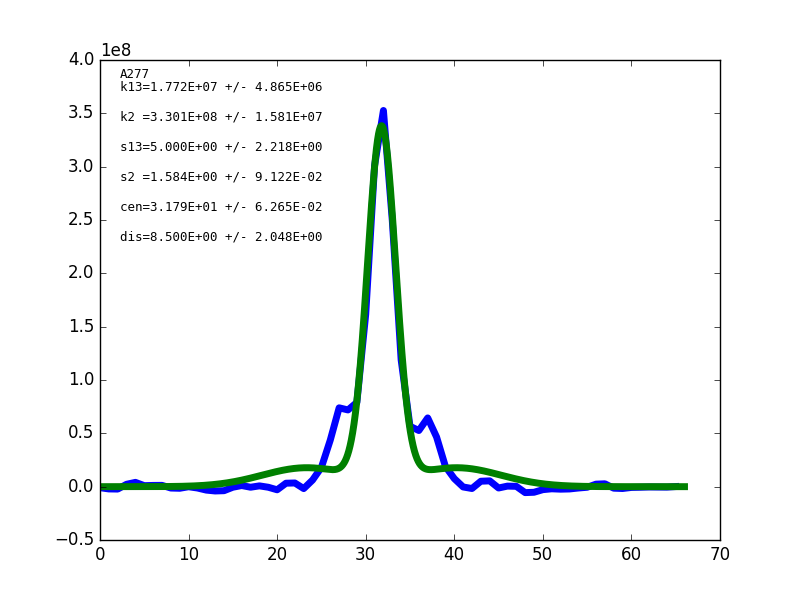 1e8
4.0
3.5
3.0
2.5
2.0
1.5
1.0
0.5
0.0
−0.5
A277
k13=1.772E+07 +/- 4.865E+06
k2 =3.301E+08 +/- 1.581E+07
s13=5.000E+00 +/- 2.218E+00
s2 =1.584E+00 +/- 9.122E-02
cen=3.179E+01 +/- 6.265E-02
dis=8.500E+00 +/- 2.048E+00
0 10 20 30 40 50 60 70